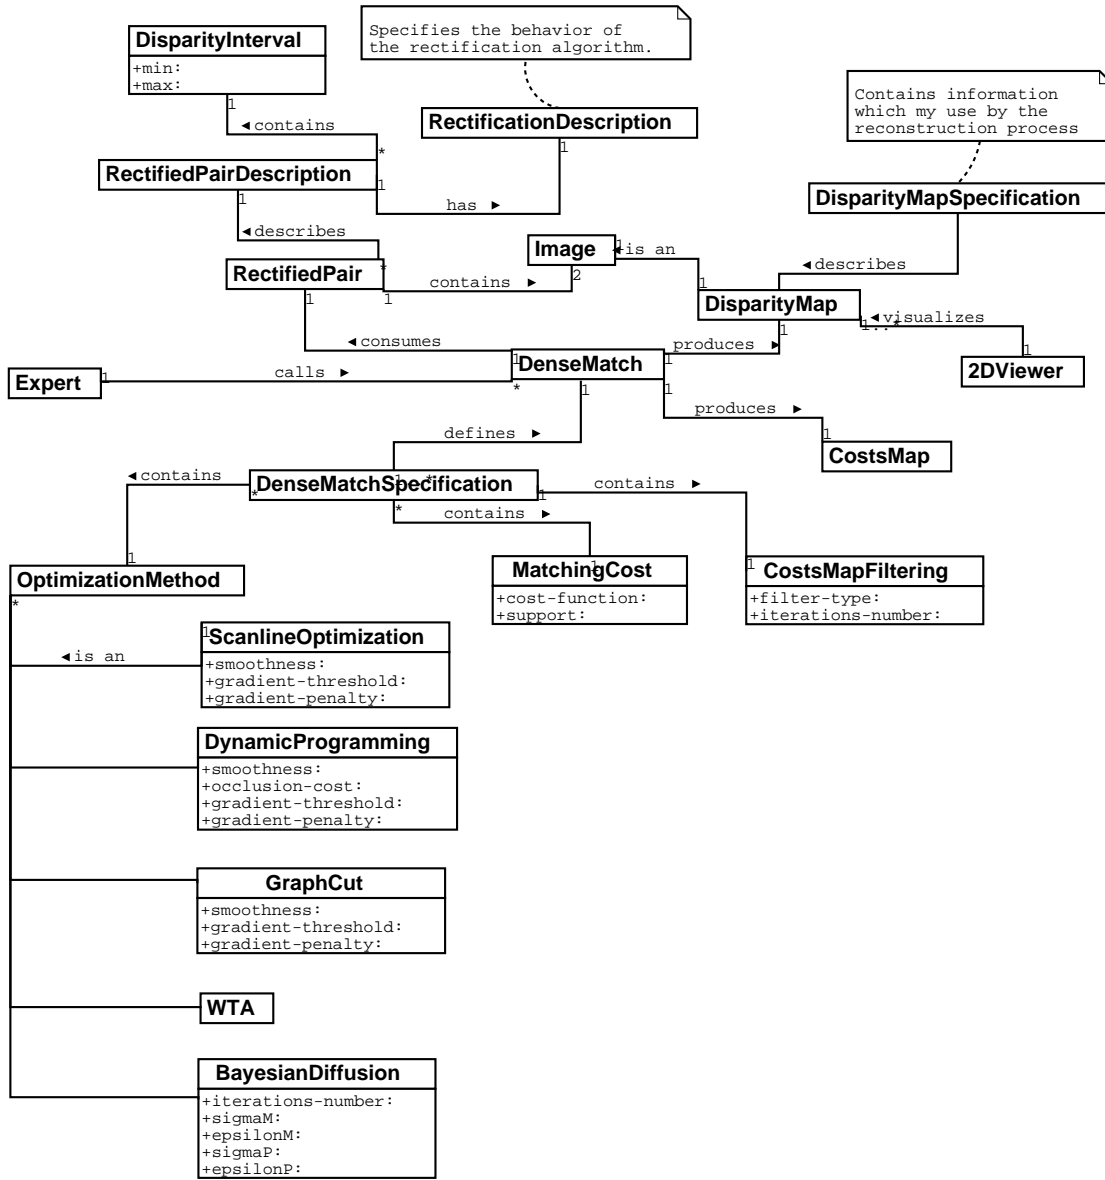 DisparityInterval
+min:
+max:
1
Specifies the behavior of
the rectification algorithm.
Contains information
which my use by the
reconstruction process
◄contains
*
RectificationDescription
1
RectifiedPairDescription
1
1
has ►
DisparityMapSpecification
◄describes
*
RectifiedPair
1
1
contains ►
Image
2
1
◄is an
1
◄describes
DisparityMap
1
1..*
◄visualizes
1
2DViewer
◄consumes
1
produces ►
1
Expert
1
calls ►
*
DenseMatch
1
1
produces ►
1
CostsMap
defines ►
1..*
◄contains
*
DenseMatchSpecification
1
contains ►
*
contains ►
1
OptimizationMethod
*
1
MatchingCost
+cost-function:
+support:
1
CostsMapFiltering
+filter-type:
+iterations-number:
◄is an
1
ScanlineOptimization
+smoothness:
+gradient-threshold:
+gradient-penalty:
DynamicProgramming
+smoothness:
+occlusion-cost:
+gradient-threshold:
+gradient-penalty:
GraphCut
+smoothness:
+gradient-threshold:
+gradient-penalty:
WTA
BayesianDiffusion
+iterations-number:
+sigmaM:
+epsilonM:
+sigmaP:
+epsilonP: